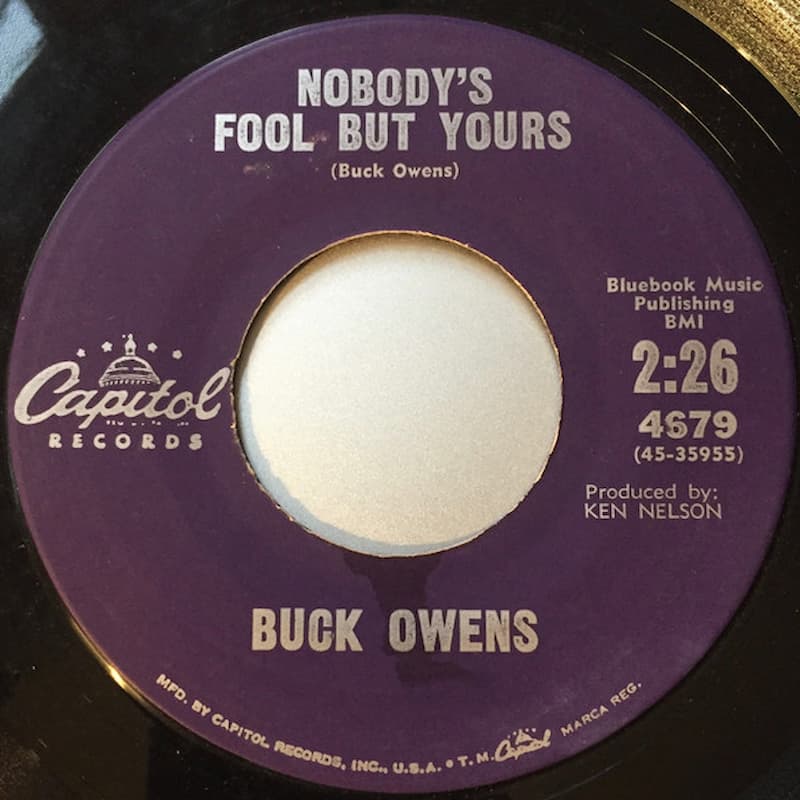 NOBODY'S
FOOL BUT YOURS
(Buck Owens)
Bluebook Music
Publishing
BMI
2:26
4679
(45-35955)
Produced by:
KEN NELSON
Capitol
RECORDS
BUCK OWENS
MFD. BY CAPITOL RECORDS, INC., U.S.A. • T.M. Capitol MARCA REG.